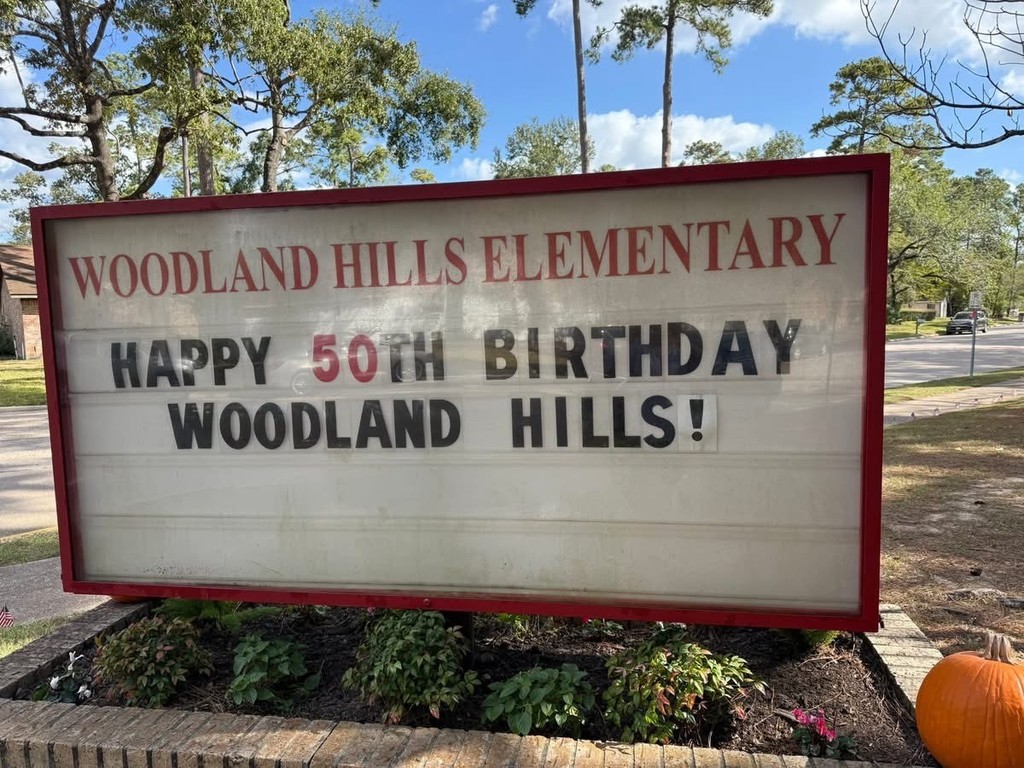 WOODLAND HILLS ELEMENTARY
HAPPY 50TH BIRTHDAY
WOODLAND HILLS!